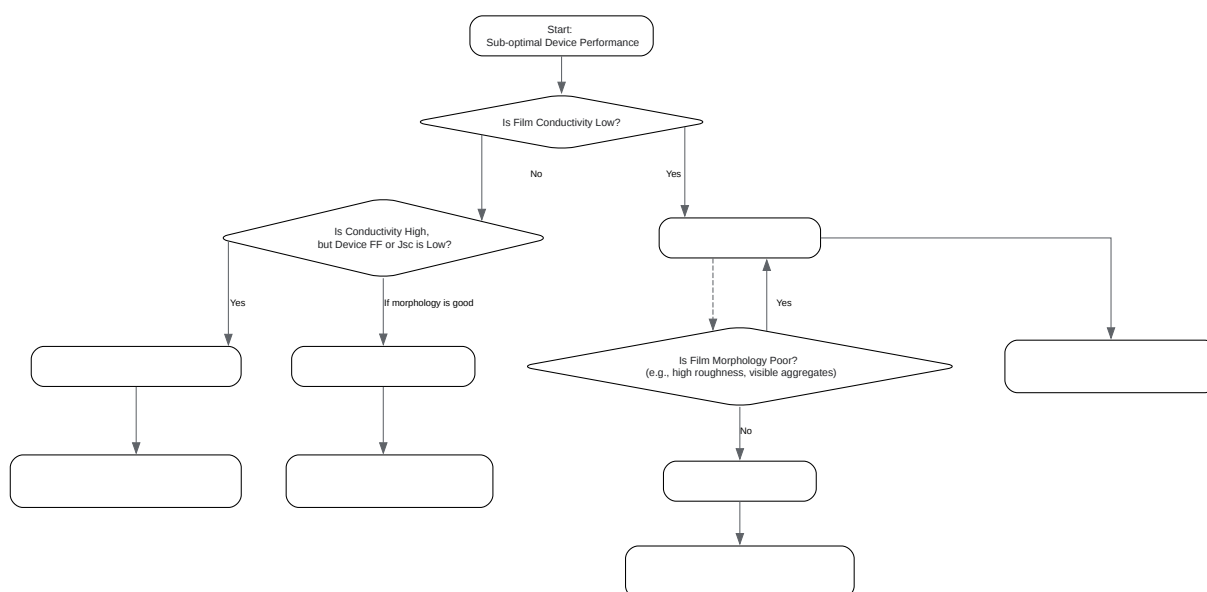 Start:
Sub-optimal Device Performance
Is Film Conductivity Low?
No
Yes
Is Conductivity High,
but Device FF or Jsc is Low?
Yes
If morphology is good
Yes
Is Film Morphology Poor?
(e.g., high roughness, visible aggregates)
No